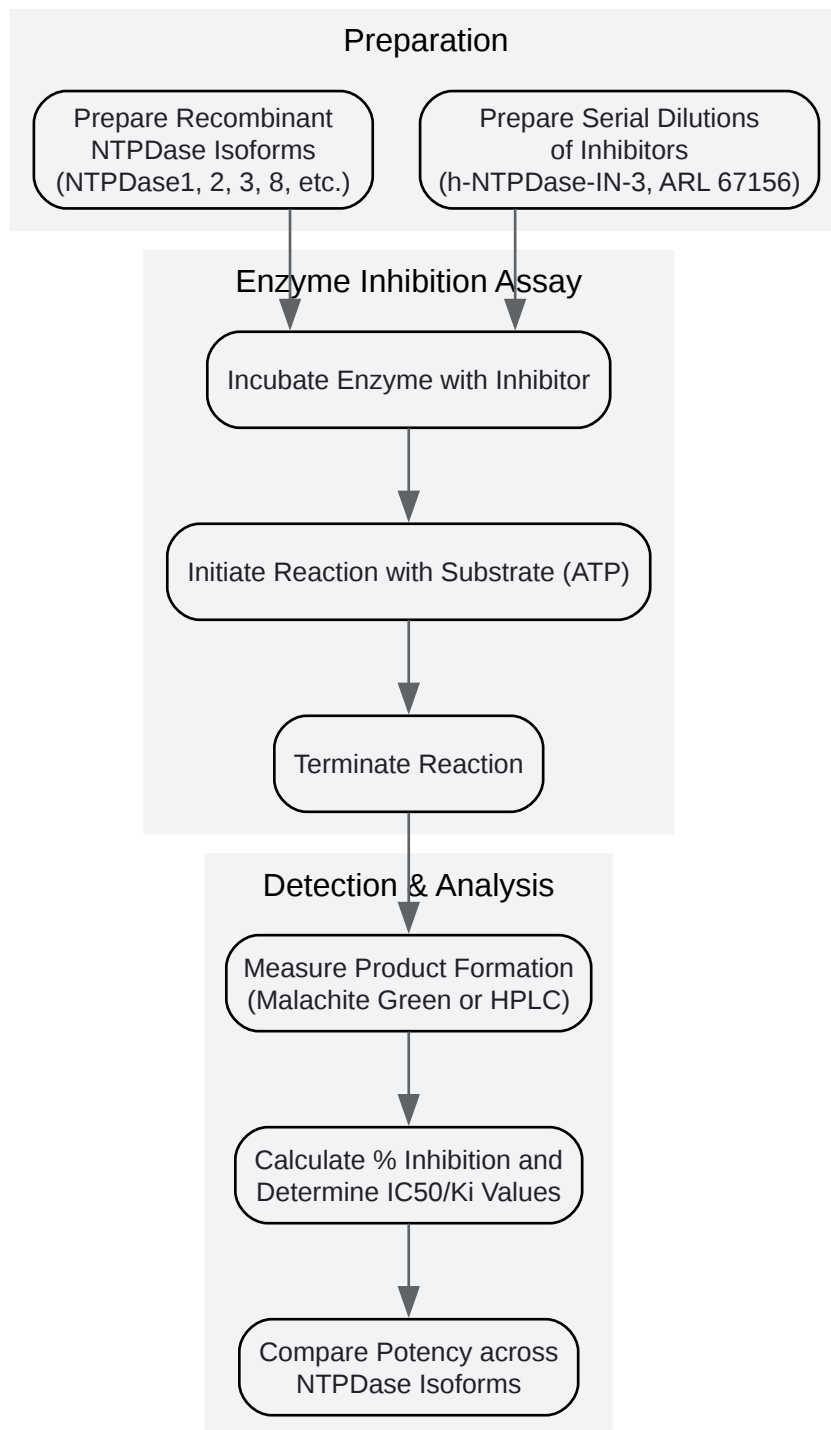 Preparation
Prepare Recombinant
NTPDase Isoforms
(NTPDase1, 2, 3, 8, etc.)
Prepare Serial Dilutions
of Inhibitors
(h-NTPDase-IN-3, ARL 67156)
Enzyme Inhibition Assay
Incubate Enzyme with Inhibitor
Initiate Reaction with Substrate (ATP)
Terminate Reaction
Detection & Analysis
Measure Product Formation
(Malachite Green or HPLC)
Calculate % Inhibition and
Determine IC50/Ki Values
Compare Potency across
NTPDase Isoforms